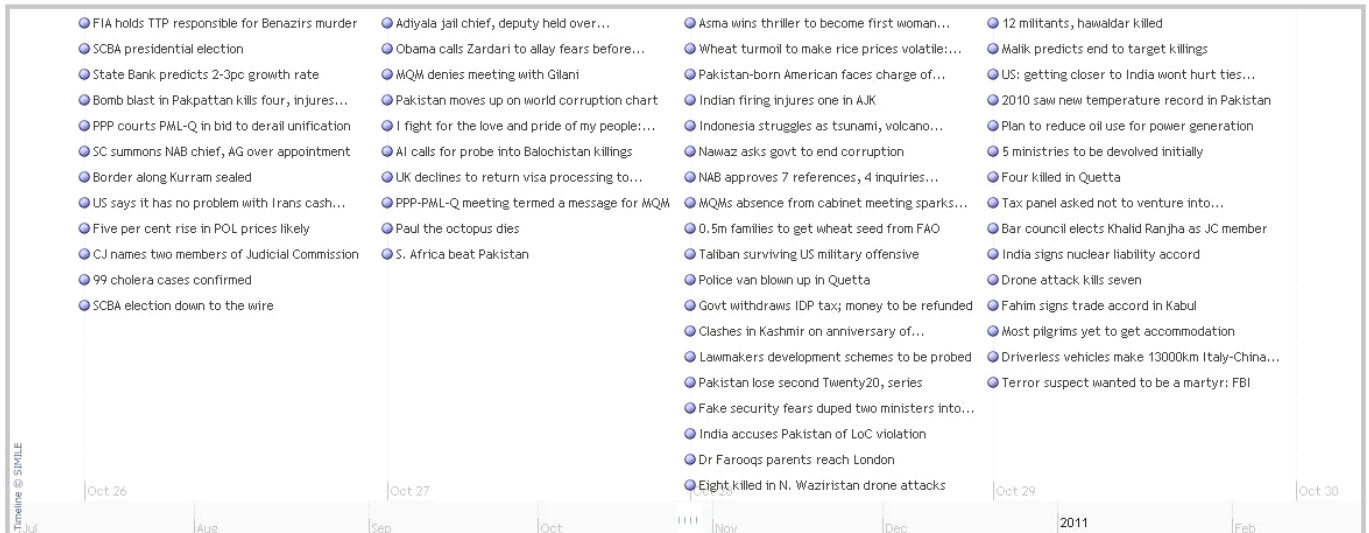 FIA holds TTP responsible for Benazirs murder
SCBA presidential election
State Bank predicts 2-3pc growth rate
Bomb blast in Pakpattan kills four, injures...
PPP courts PML-Q in bid to derail unification
SC summons NAB chief, AG over appointment
Border along Kurram sealed
US says it has no problem with Irans cash...
Five per cent rise in POL prices likely
CJ names two members of Judicial Commission
99 cholera cases confirmed
SCBA election down to the wire
Oct 26
Adiyala jail chief, deputy held over...
Obama calls Zardari to allay fears before...
MQM denies meeting with Gilani
Pakistan moves up on world corruption chart
I fight for the love and pride of my people:...
AI calls for probe into Balochistan killings
UK declines to return visa processing to...
PPP-PML-Q meeting termed a message for MQM
Paul the octopus dies
S. Africa beat Pakistan
Oct 27
Asma wins thriller to become first woman...
Wheat turmoil to make rice prices volatile:...
Pakistan-born American faces charge of...
Indian firing injures one in AJK
Indonesia struggles as tsunami, volcano...
Nawaz asks govt to end corruption
NAB approves 7 references, 4 inquiries...
MQMs absence from cabinet meeting sparks...
0.5m families to get wheat seed from FAO
Taliban surviving US military offensive
Police van blown up in Quetta
Govt withdraws IDP tax; money to be refunded
Clashes in Kashmir on anniversary of...
Lawmakers development schemes to be probed
Pakistan lose second Twenty20, series
Fake security fears duped two ministers into...
India accuses Pakistan of LoC violation
Dr Farooqs parents reach London
Eight killed in N. Waziristan drone attacks
Oct 28
12 militants, hawaldar killed
Malik predicts end to target killings
US: getting closer to India wont hurt ties...
2010 saw new temperature record in Pakistan
Plan to reduce oil use for power generation
5 ministries to be devolved initially
Four killed in Quetta
Tax panel asked not to venture into...
Bar council elects Khalid Ranjha as JC member
India signs nuclear liability accord
Drone attack kills seven
Fahim signs trade accord in Kabul
Most pilgrims yet to get accommodation
Driverless vehicles make 13000km Italy-China...
Terror suspect wanted to be a martyr: FBI
Oct 29
Oct 30
Timeline © SIMILE
Jul
Aug
Sep
Oct
Nov
Dec
2011
Feb